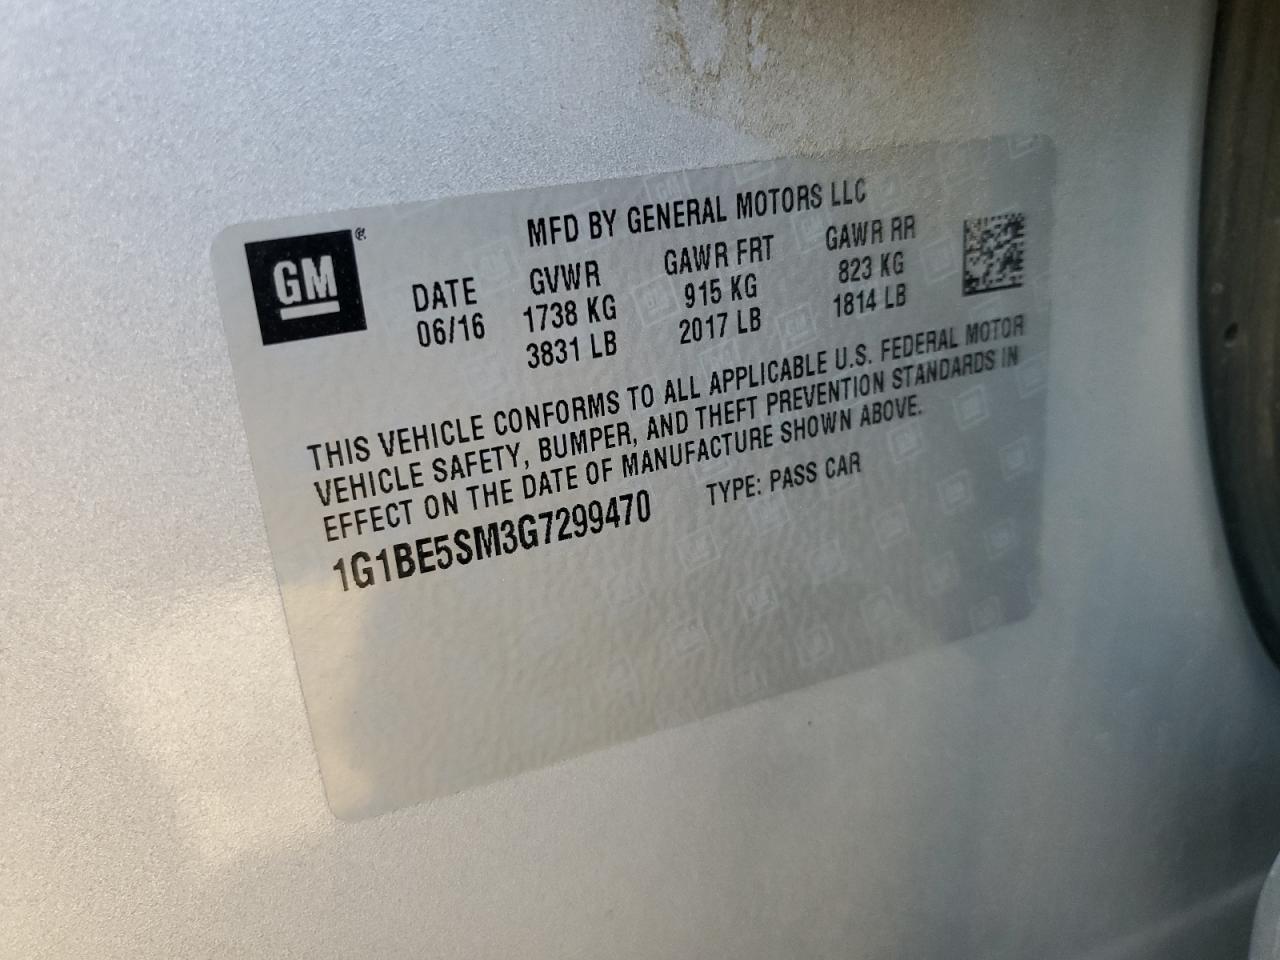 MFD BY GENERAL MOTORS LLC
GM®
DATE GVWR GAWR FRT GAWR RR
06/16 1738 KG 915 KG 823 KG
3831 LB 2017 LB 1814 LB
THIS VEHICLE CONFORMS TO ALL APPLICABLE U.S. FEDERAL MOTOR
VEHICLE SAFETY, BUMPER, AND THEFT PREVENTION STANDARDS IN
EFFECT ON THE DATE OF MANUFACTURE SHOWN ABOVE.
1G1BE5SM3G7299470 TYPE: PASS CAR